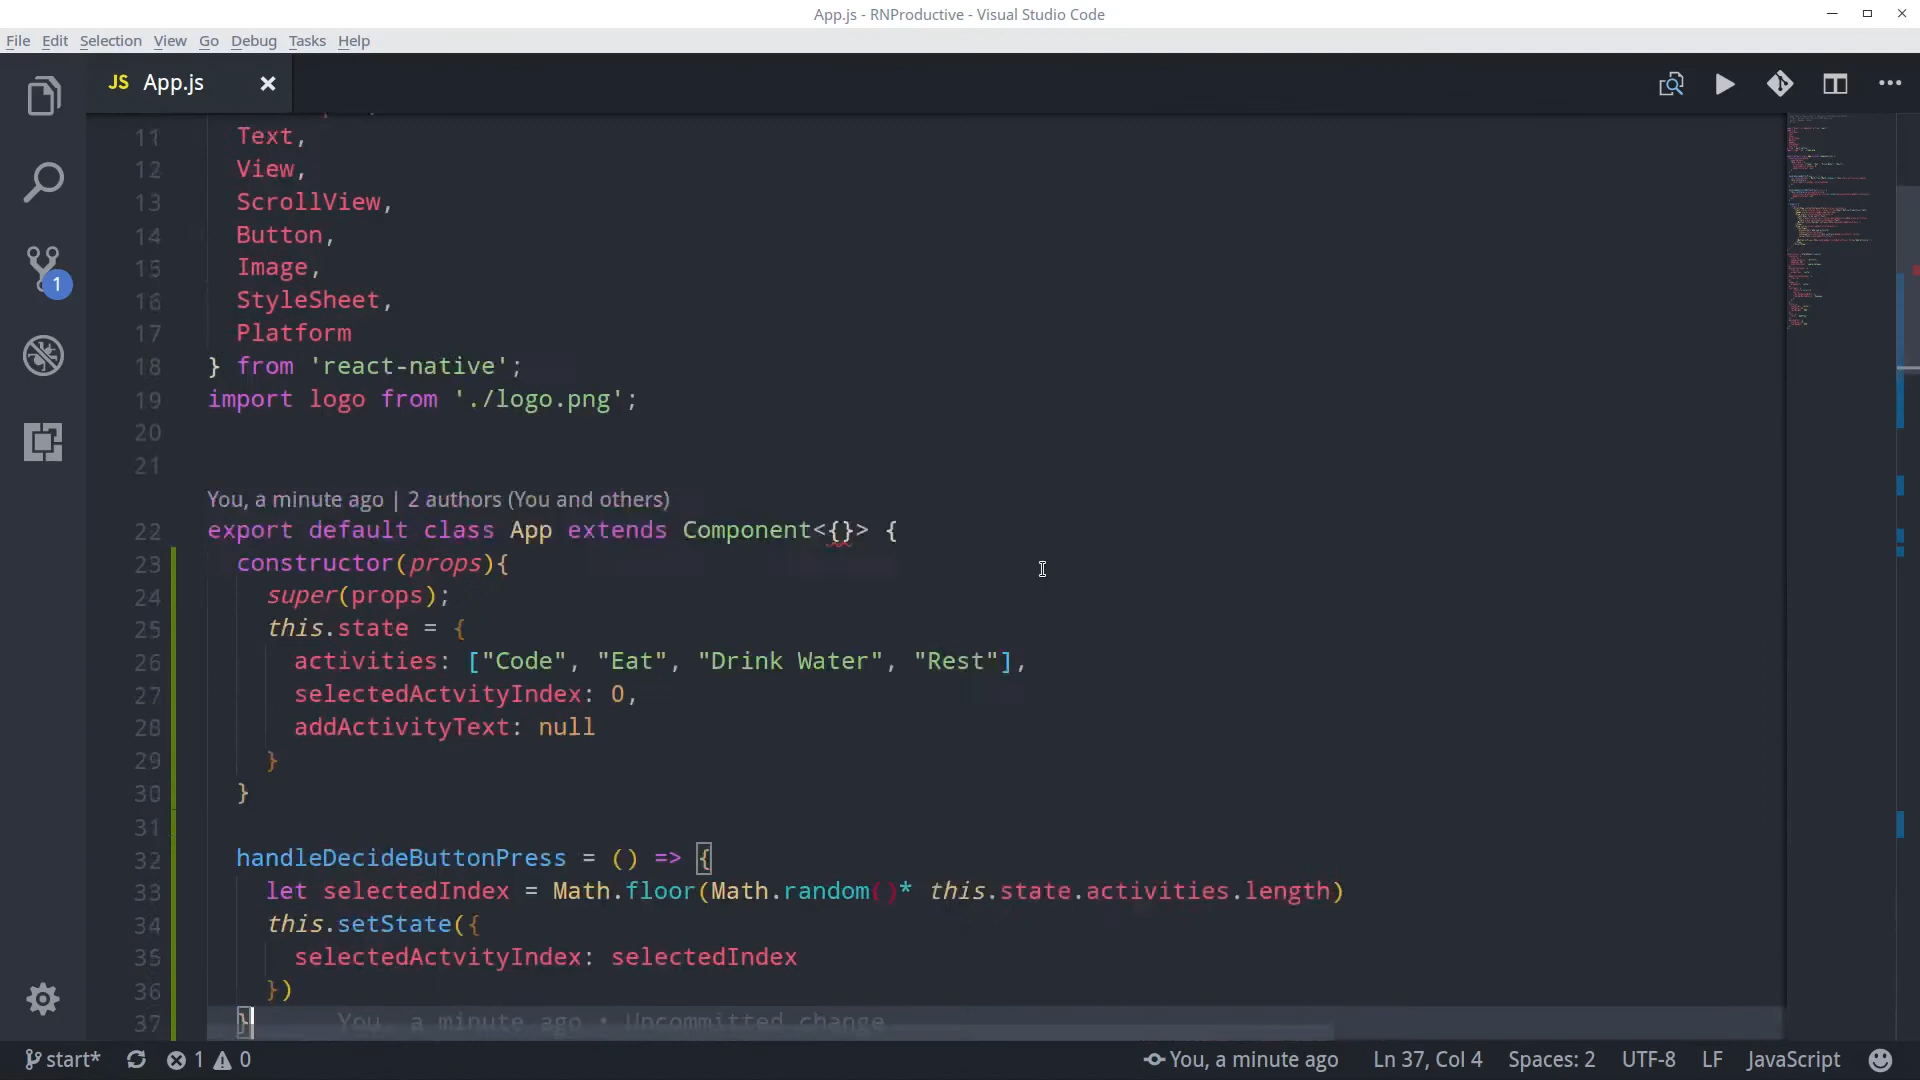 App.js - RNProductive - Visual Studio Code
File Edit Selection View Go Debug Tasks Help
JS App.js
11 Text,
12 View,
13 ScrollView,
14 Button,
15 Image,
16 StyleSheet,
17 Platform
18 } from 'react-native';
19 import logo from './logo.png';
20
21
You, a minute ago | 2 authors (You and others)
22 export default class App extends Component<{}> {
23 constructor(props){
24 super(props);
25 this.state = {
26 activities: ["Code", "Eat", "Drink Water", "Rest"],
27 selectedActvityIndex: 0,
28 addActivityText: null
29 }
30 }
31
32 handleDecideButtonPress = () => {
33 let selectedIndex = Math.floor(Math.random()* this.state.activities.length)
34 this.setState({
35 selectedActvityIndex: selectedIndex
36 })
37 } You, a minute ago • Uncommitted change
1
start* 1 0 You, a minute ago Ln 37, Col 4 Spaces: 2 UTF-8 LF JavaScript